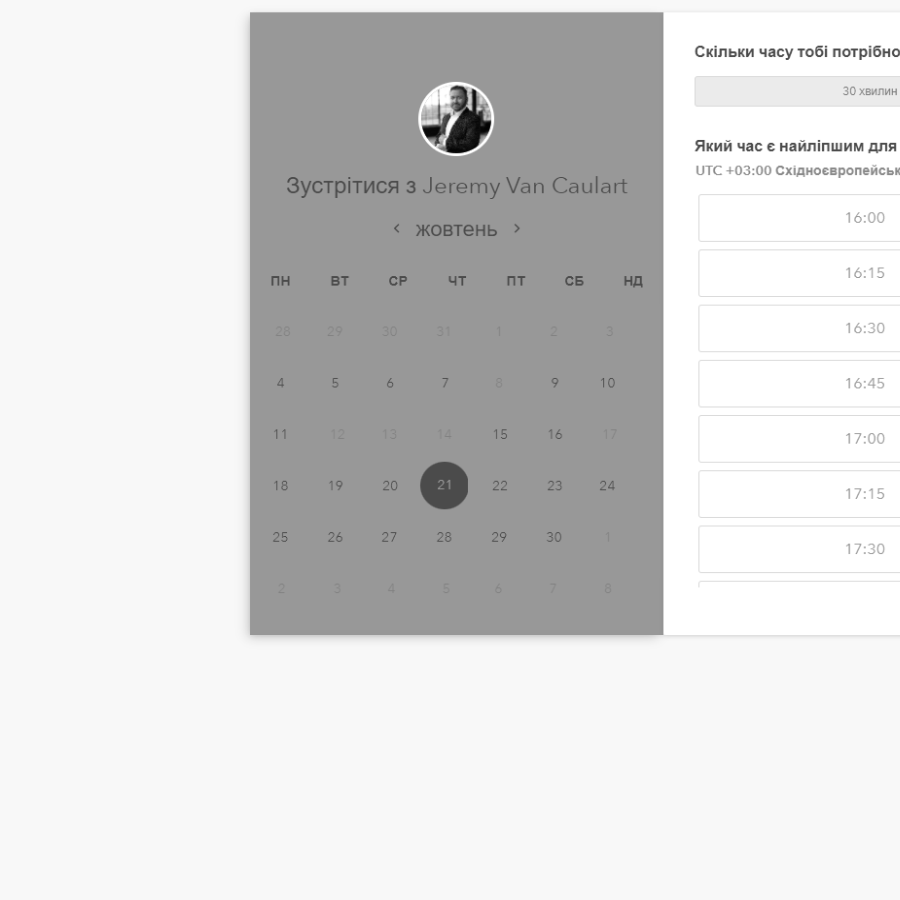 Зустрітися з Jeremy Van Caulart
жовтень
ПН ВТ СР ЧТ ПТ СБ НД
28 29 30 31 1 2 3
4 5 6 7 8 9 10
11 12 13 14 15 16 17
18 19 20 21 22 23 24
25 26 27 28 29 30 1
2 3 4 5 6 7 8
Скільки часу тобі потрібно
30 хвилин
Який час є найліпшим для
UTC +03:00 Східноєвропейськ
16:00
16:15
16:30
16:45
17:00
17:15
17:30